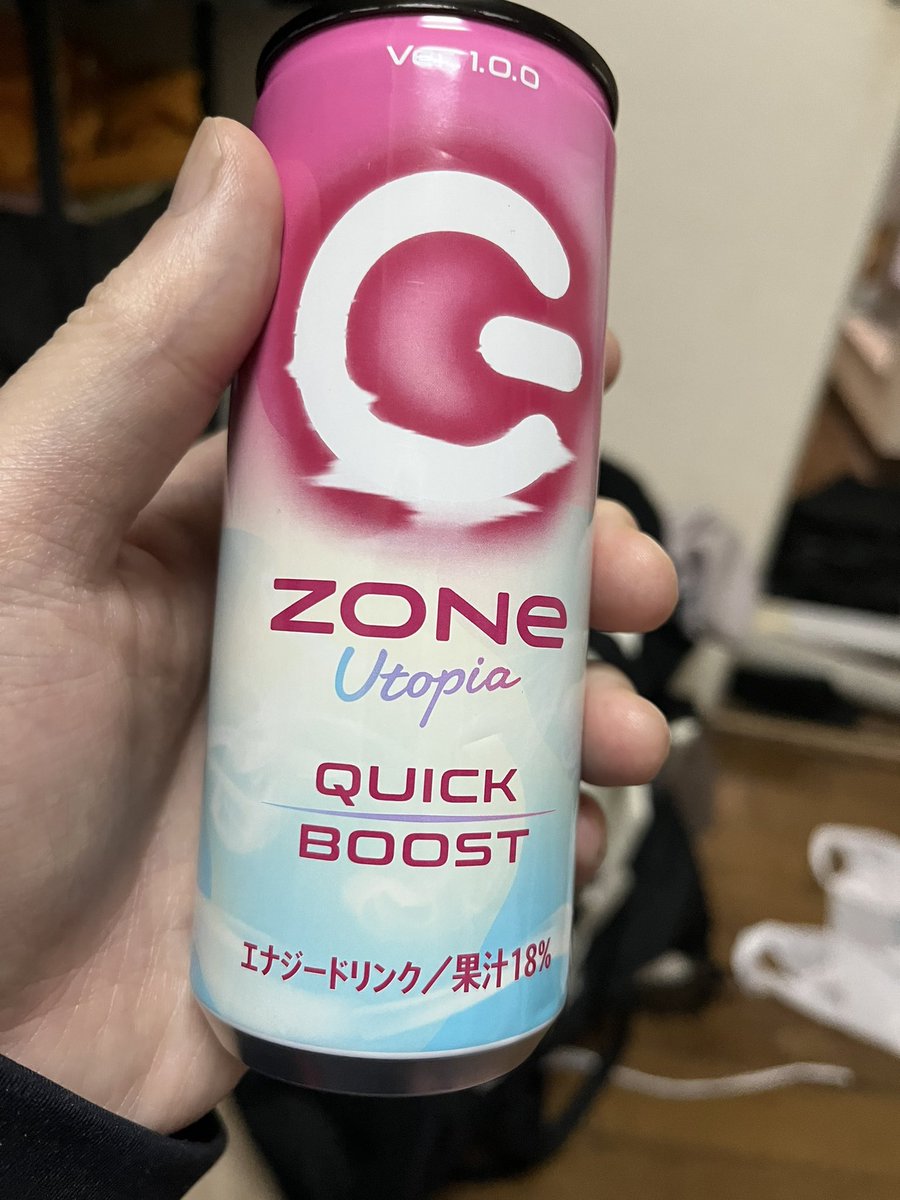 Ver. 1.0.0
ZONe
Utopia
QUICK
BOOST
エナジードリンク／果汁18%